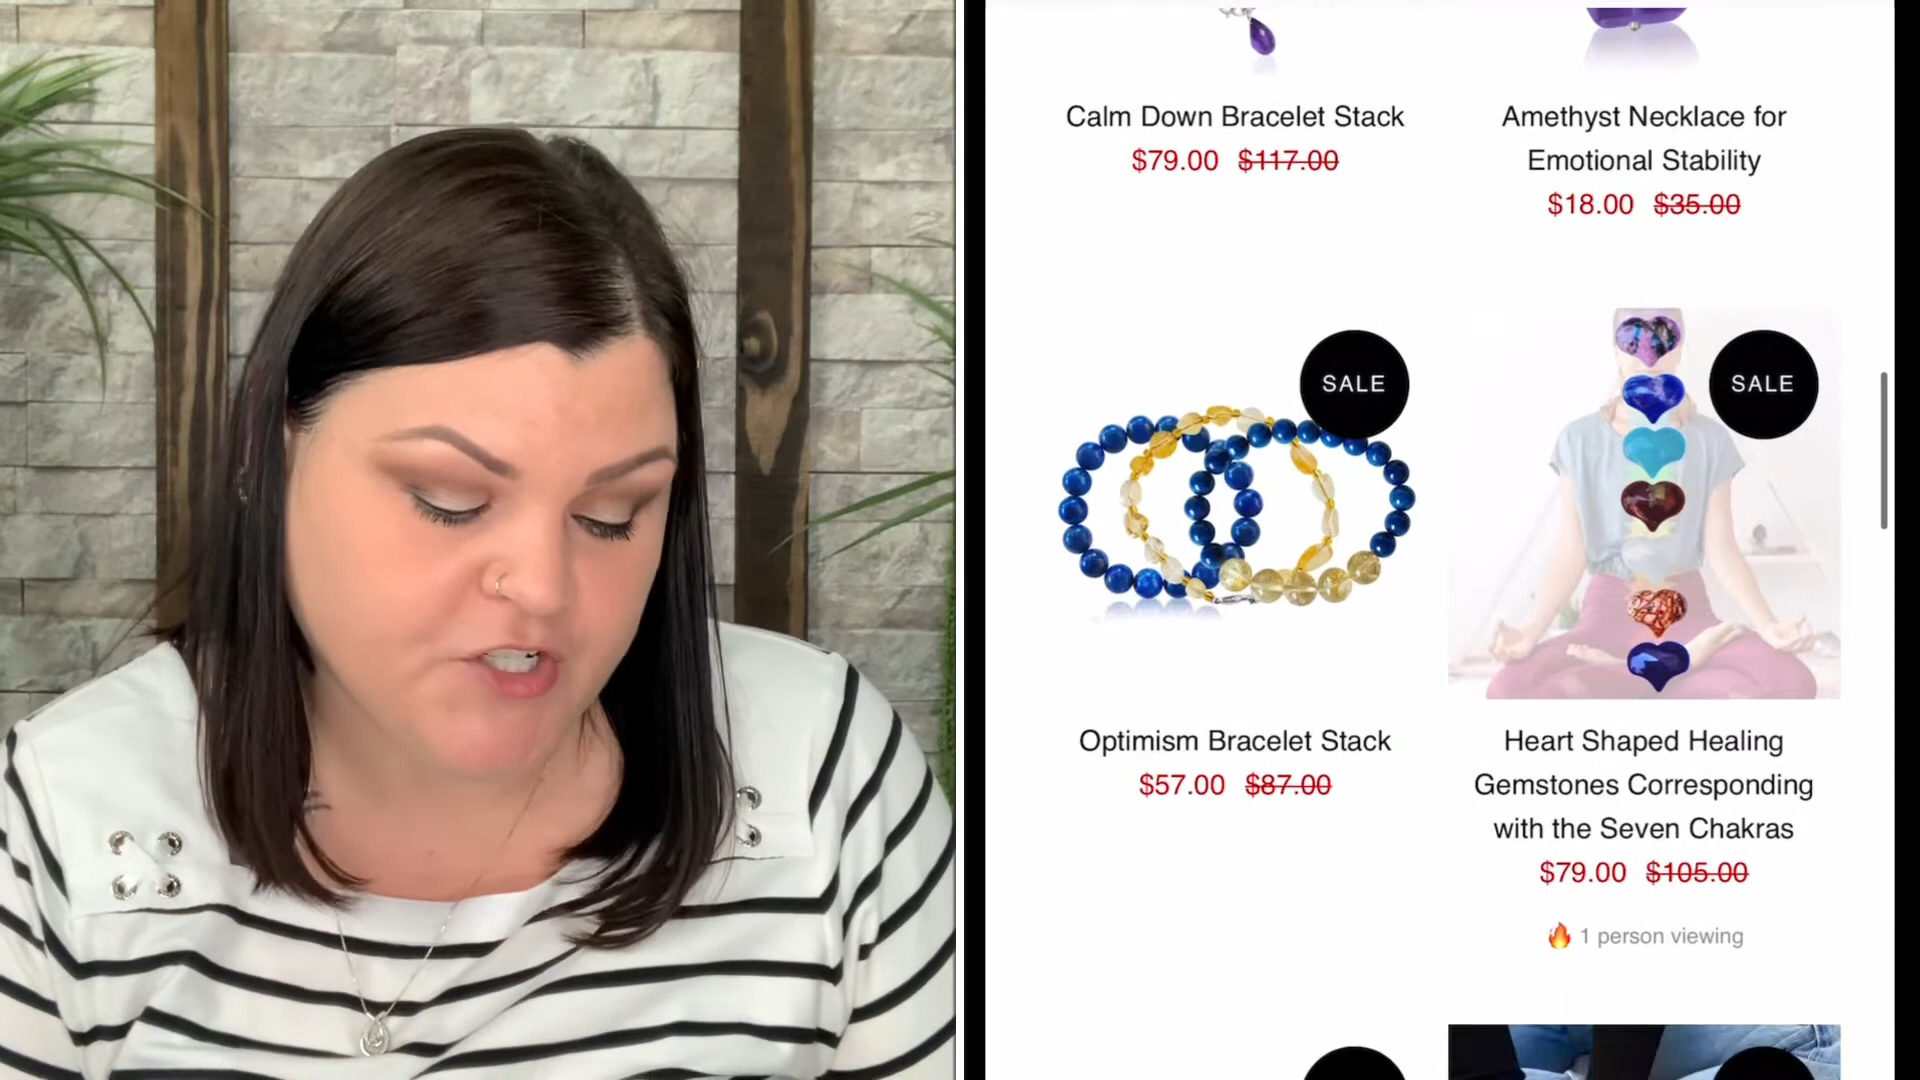 Calm Down Bracelet Stack
$79.00 $117.00
Amethyst Necklace for
Emotional Stability
$18.00 $35.00
SALE
Optimism Bracelet Stack
$57.00 $87.00
SALE
Heart Shaped Healing
Gemstones Corresponding
with the Seven Chakras
$79.00 $105.00
🔥 1 person viewing